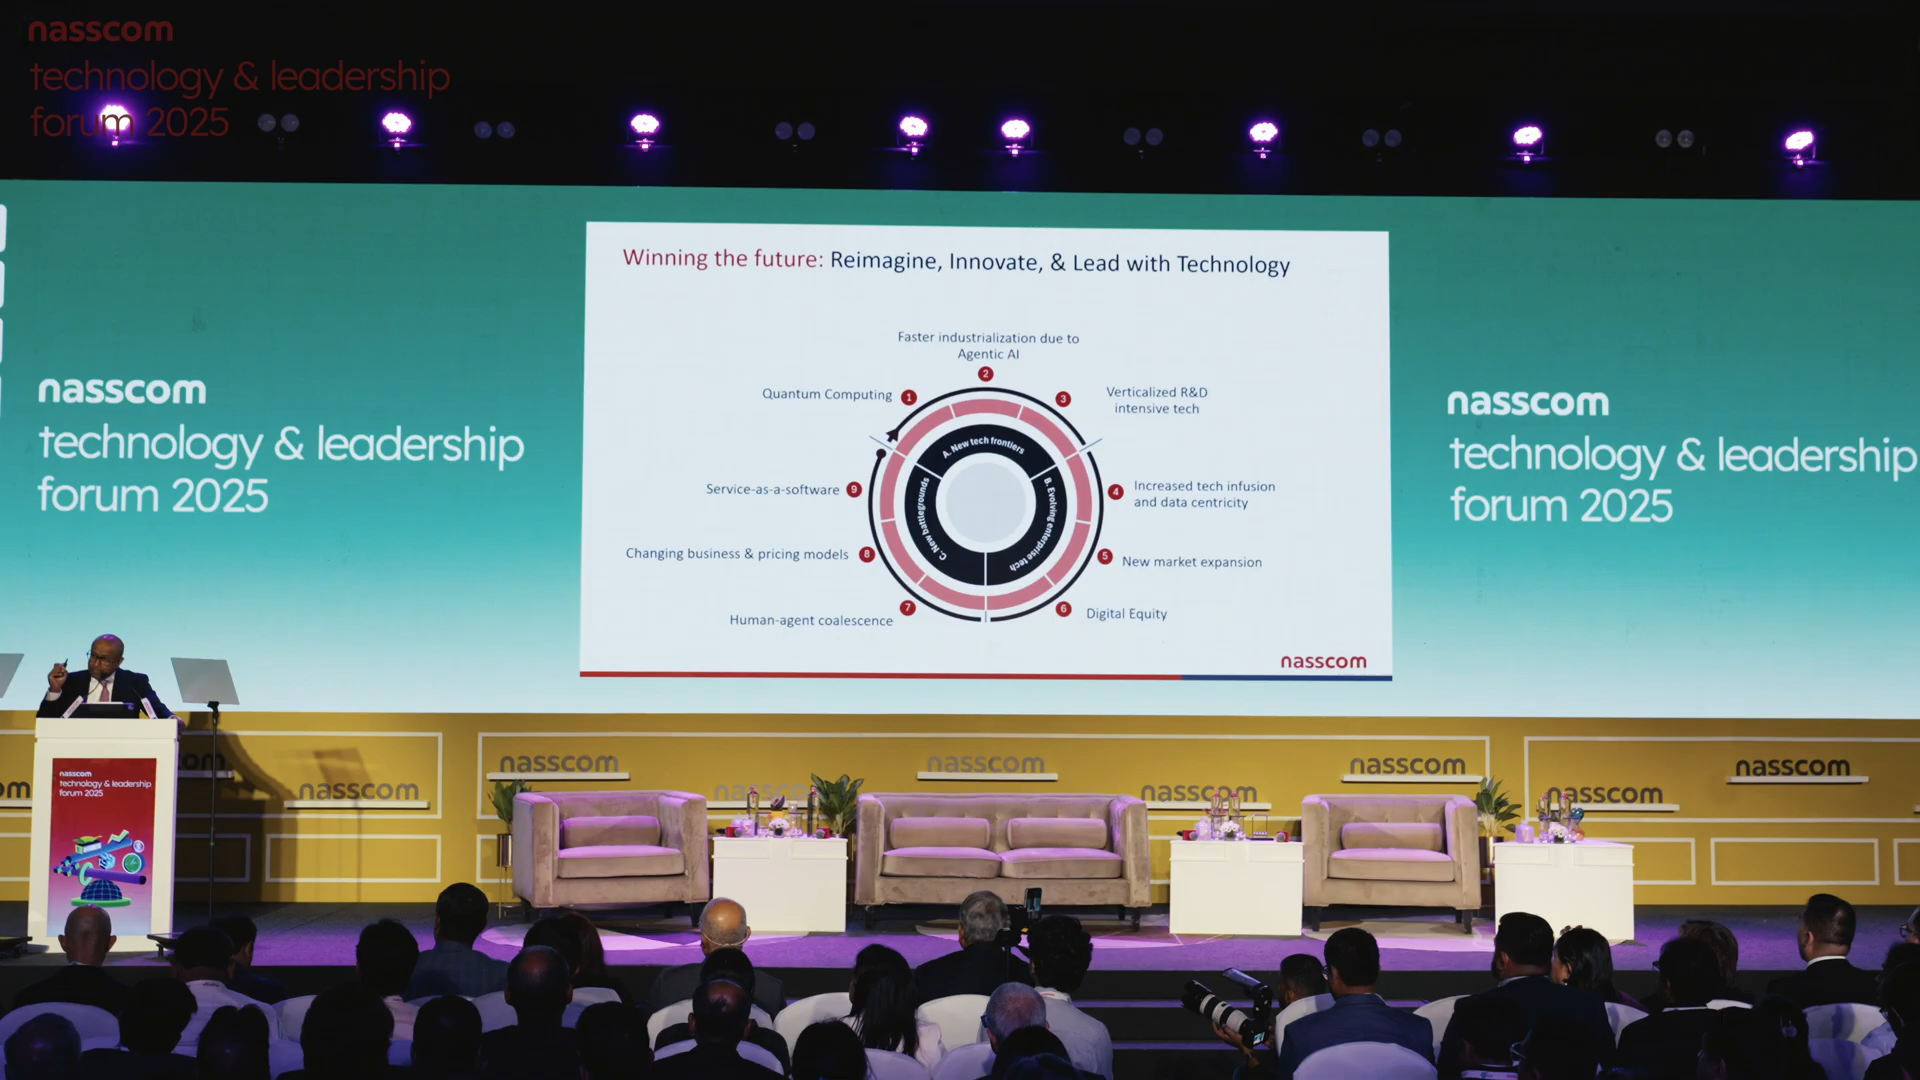 nasscom
technology & leadership
forum 2025
nasscom
technology & leadership
forum 2025
Winning the future: Reimagine, Innovate, & Lead with Technology
Faster industrialization due to
Agentic AI
2
Quantum Computing 1
3 Verticalized R&D
intensive tech
A. New tech frontiers
B. Evolving enterprise tech
C. New battlegrounds
Service-as-a-software 9
4 Increased tech infusion
and data centricity
Changing business & pricing models 8
5 New market expansion
Human-agent coalescence 7
6 Digital Equity
nasscom
nasscom
technology & leadership
forum 2025
nasscom
technology & leadership
forum 2025
om
om
nasscom
nasscom
nasscom
nasscom
nasscom
nasscom
nasscom
nasscom
nasscom